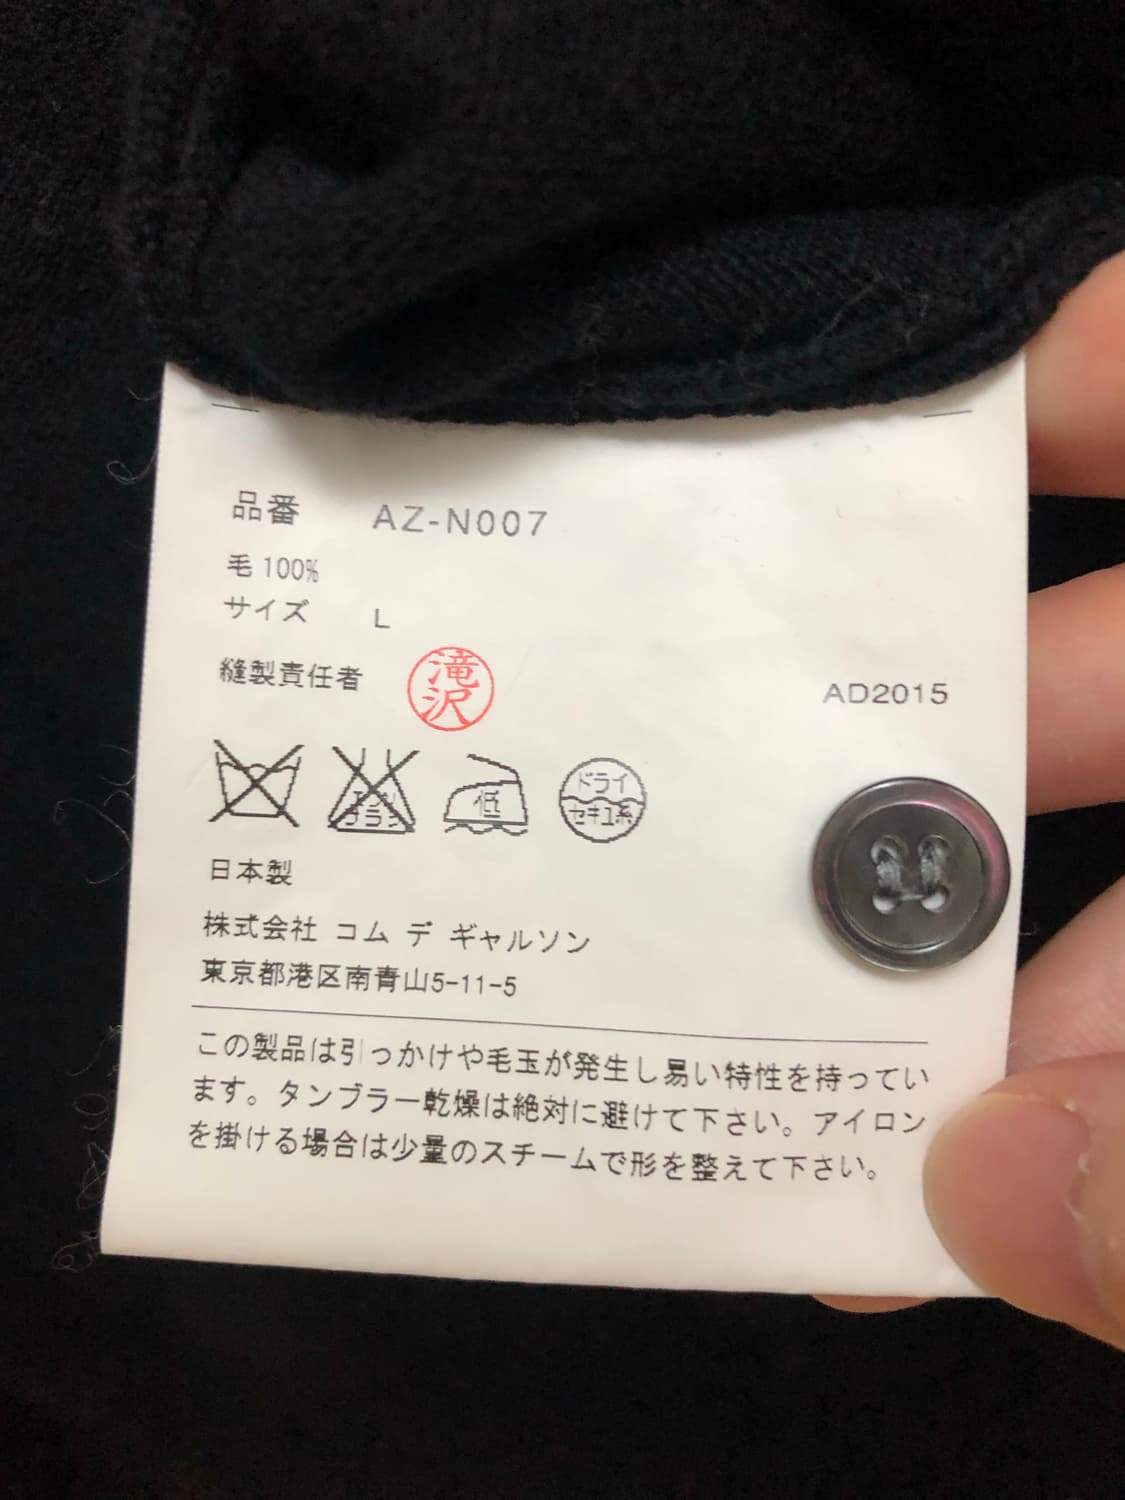 品番 AZ-N007
毛 100%
サイズ L
縫製責任者 滝沢
AD2015
低
ドライ
セキユ系
日本製
株式会社 コム デ ギャルソン
東京都港区南青山5-11-5
この製品は引っかけや毛玉が発生し易い特性を持ってい
ます。タンブラー乾燥は絶対に避けて下さい。アイロン
を掛ける場合は少量のスチームで形を整えて下さい。